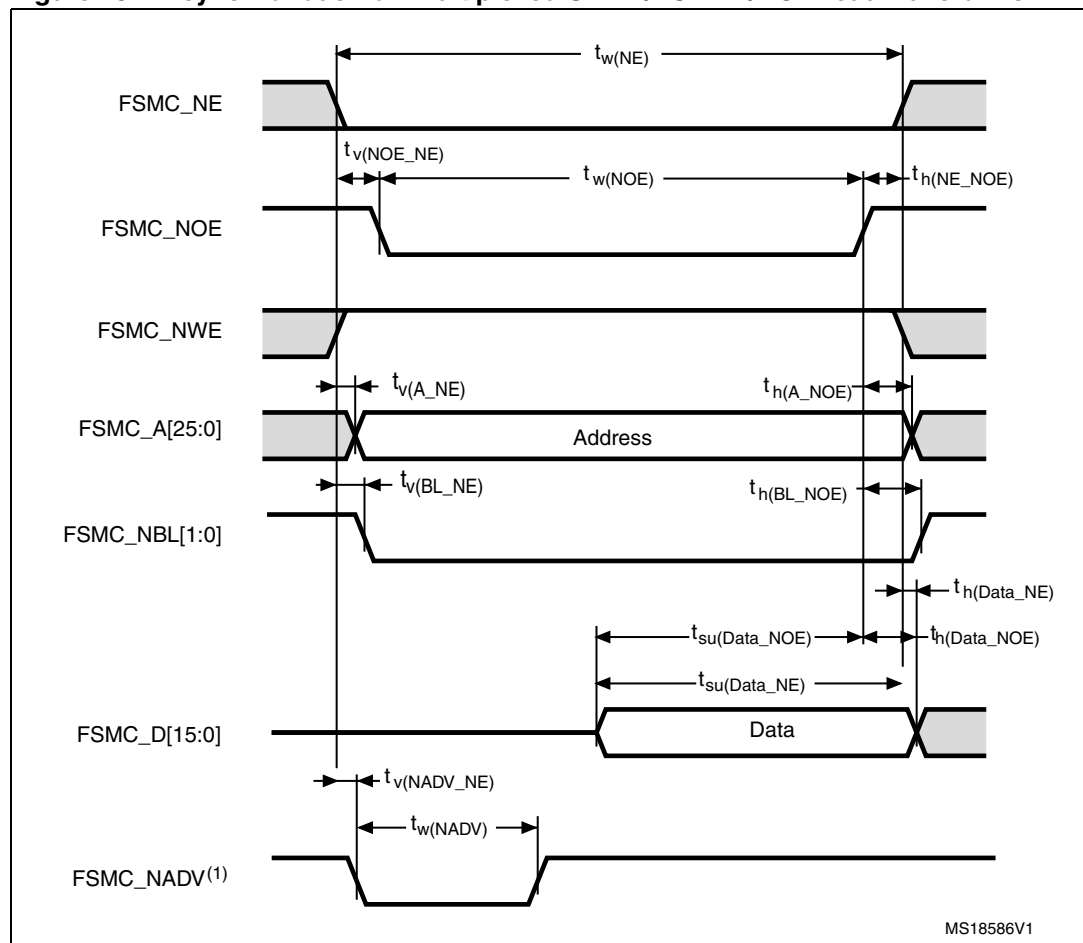 tw(NE)
FSMC_NE
tv(NOE_NE)
tw(NOE)
th(NE_NOE)
FSMC_NOE
FSMC_NWE
tv(A_NE)
th(A_NOE)
FSMC_A[25:0]
Address
tv(BL_NE)
th(BL_NOE)
FSMC_NBL[1:0]
th(Data_NE)
tsu(Data_NOE)
th(Data_NOE)
tsu(Data_NE)
FSMC_D[15:0]
Data
tv(NADV_NE)
tw(NADV)
FSMC_NADV(1)
MS18586V1